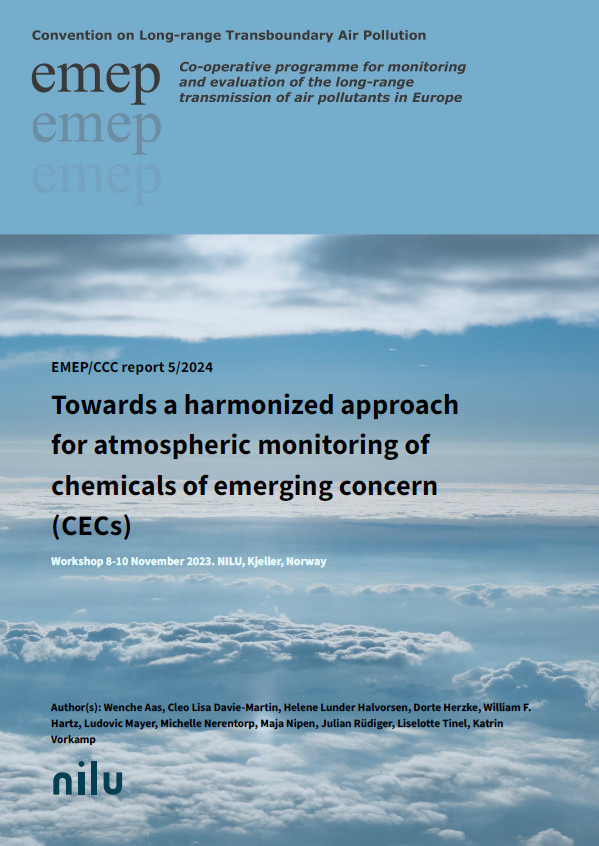 Convention on Long-range Transboundary Air Pollution
emep
Co-operative programme for monitoring
and evaluation of the long-range
transmission of air pollutants in Europe
emep
emep
EMEP/CCC report 5/2024
Towards a harmonized approach
for atmospheric monitoring of
chemicals of emerging concern
(CECs)
Workshop 8-10 November 2023. NILU, Kjeller, Norway
Author(s): Wenche Aas, Cleo Lisa Davie-Martin, Helene Lunder Halvorsen, Dorte Herzke, William F.
Hartz, Ludovic Mayer, Michelle Nerentorp, Maja Nipen, Julian Rüdiger, Liselotte Tinel, Katrin
Vorkamp
nilu